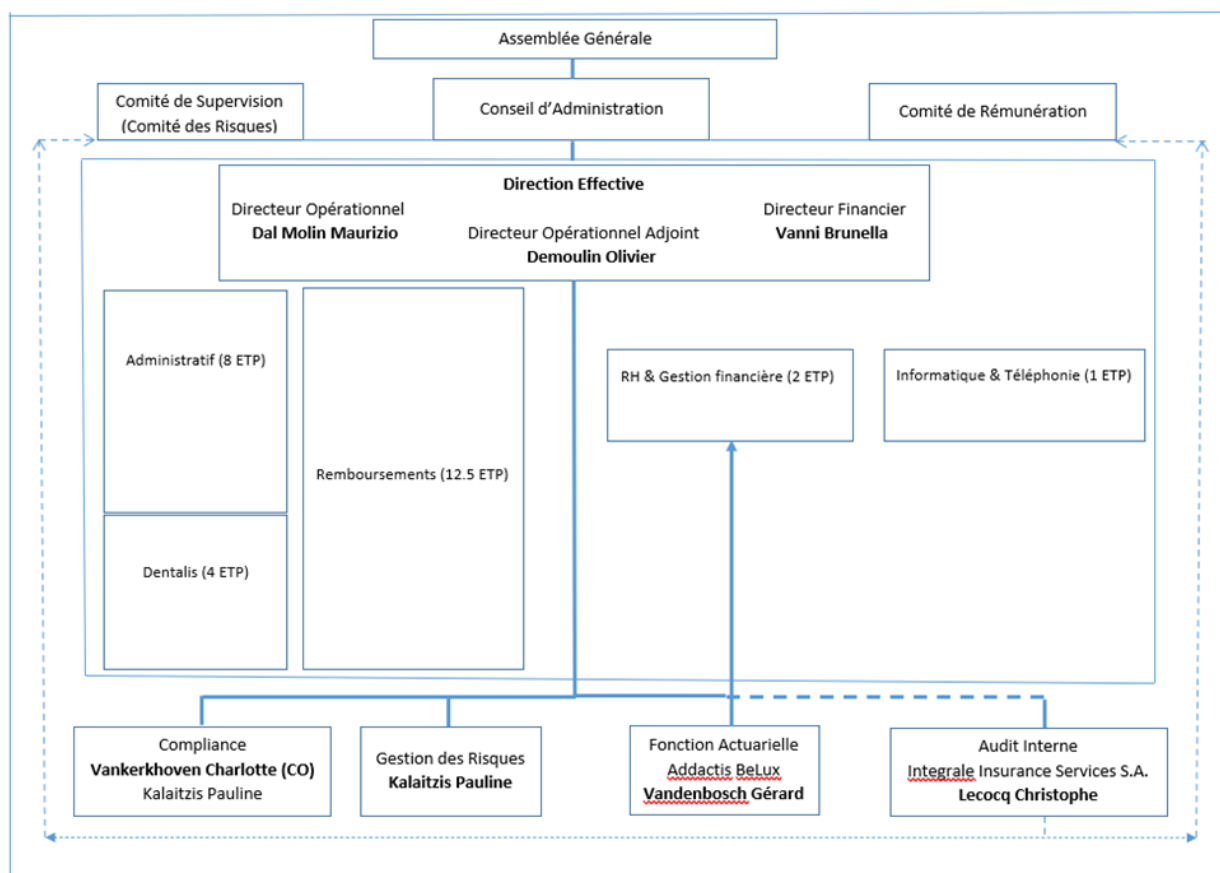 Assemblée Générale
Comité de Supervision
(Comité des Risques)
Conseil d'Administration
Comité de Rémunération
Direction Effective
Directeur Opérationnel
Dal Molin Maurizio
Directeur Opérationnel Adjoint
Demoulin Olivier
Directeur Financier
Vanni Brunella
Administratif (8 ETP)
Remboursements (12.5 ETP)
RH & Gestion financière (2 ETP)
Informatique & Téléphonie (1 ETP)
Dentalis (4 ETP)
Compliance
Vankerkhoven Charlotte (CO)
Kalaitzis Pauline
Gestion des Risques
Kalaitzis Pauline
Fonction Actuarielle
Addactis BeLux
Vandenbosch Gérard
Audit Interne
Integrale Insurance Services S.A.
Lecocq Christophe